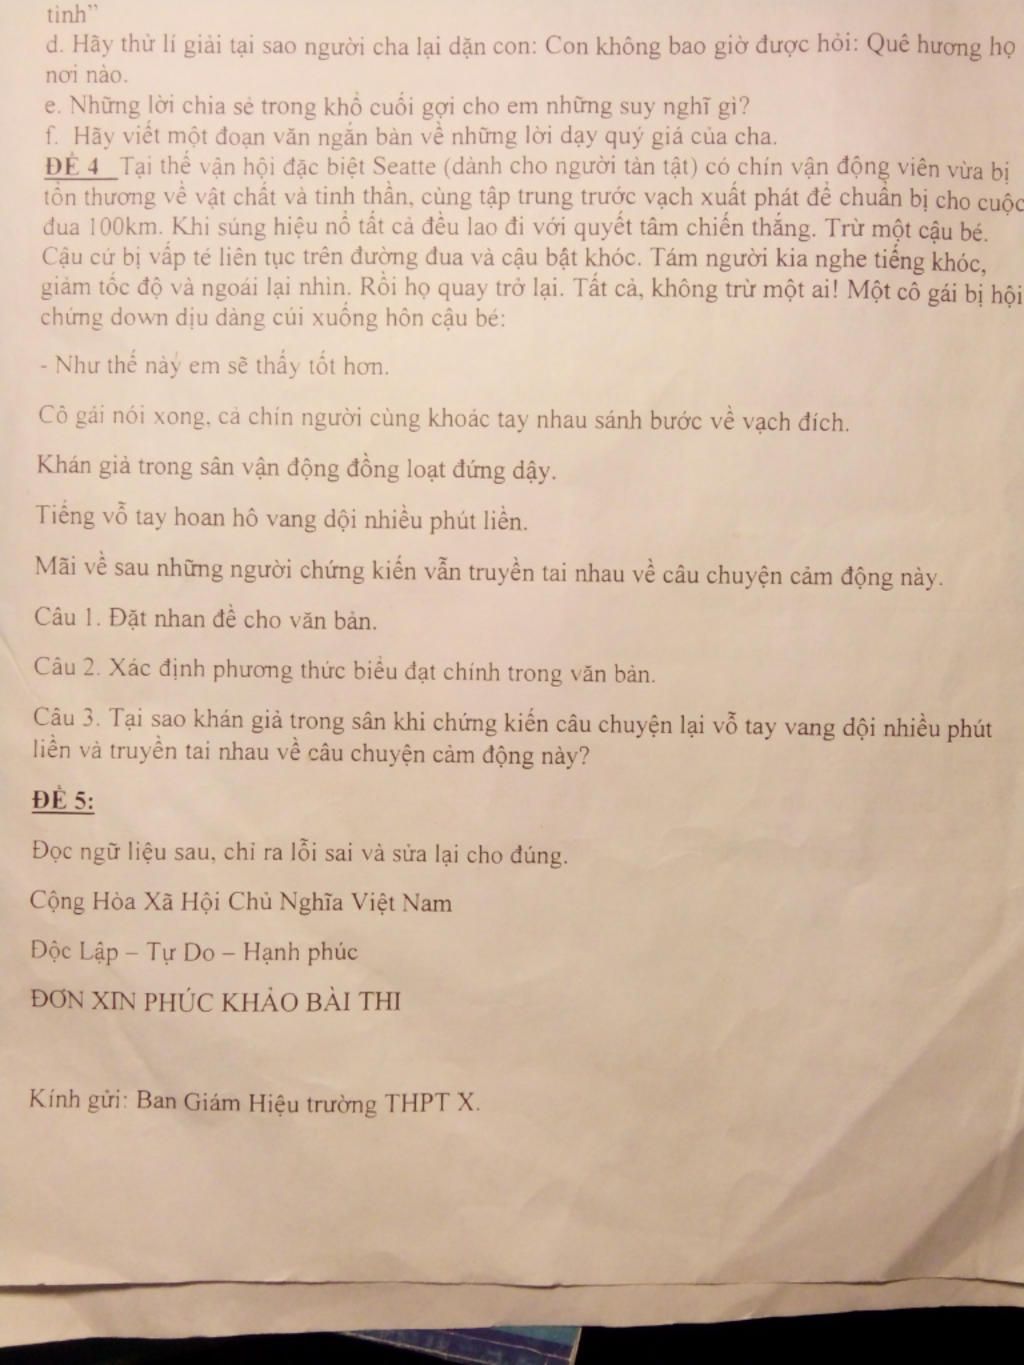 tình”
d. Hãy thử lí giải tại sao người cha lại dặn con: Con không bao giờ được hỏi: Quê hương họ
nơi nào.
e. Những lời chia sẻ trong khổ cuối gợi cho em những suy nghĩ gì?
f. Hãy viết một đoạn văn ngắn bàn về những lời dạy quý giá của cha.
ĐỀ 4 Tại thế vận hội đặc biệt Seatte (dành cho người tàn tật) có chín vận động viên vừa bị
tổn thương về vật chất và tinh thần, cùng tập trung trước vạch xuất phát để chuẩn bị cho cuộc
đua 100km. Khi súng hiệu nổ tất cả đều lao đi với quyết tâm chiến thắng. Trừ một cậu bé.
Cậu cứ bị vấp té liên tục trên đường đua và cậu bật khóc. Tám người kia nghe tiếng khóc,
giảm tốc độ và ngoái lại nhìn. Rồi họ quay trở lại. Tất cả, không trừ một ai! Một cô gái bị hội
chứng down dịu dàng cúi xuống hôn cậu bé:
- Như thế này em sẽ thấy tốt hơn.
Cô gái nói xong, cả chín người cùng khoác tay nhau sánh bước về vạch đích.
Khán giả trong sân vận động đồng loạt đứng dậy.
Tiếng vỗ tay hoan hô vang dội nhiều phút liền.
Mãi về sau những người chứng kiến vẫn truyền tai nhau về câu chuyện cảm động này.
Câu 1. Đặt nhan đề cho văn bản.
Câu 2. Xác định phương thức biểu đạt chính trong văn bản.
Câu 3. Tại sao khán giả trong sân khi chứng kiến câu chuyện lại vỗ tay vang dội nhiều phút
liền và truyền tai nhau về câu chuyện cảm động này?
ĐỀ 5:
Đọc ngữ liệu sau, chỉ ra lỗi sai và sửa lại cho đúng.
Cộng Hòa Xã Hội Chủ Nghĩa Việt Nam
Độc Lập – Tự Do – Hạnh phúc
ĐƠN XIN PHÚC KHẢO BÀI THI
Kính gửi: Ban Giám Hiệu trường THPT X.